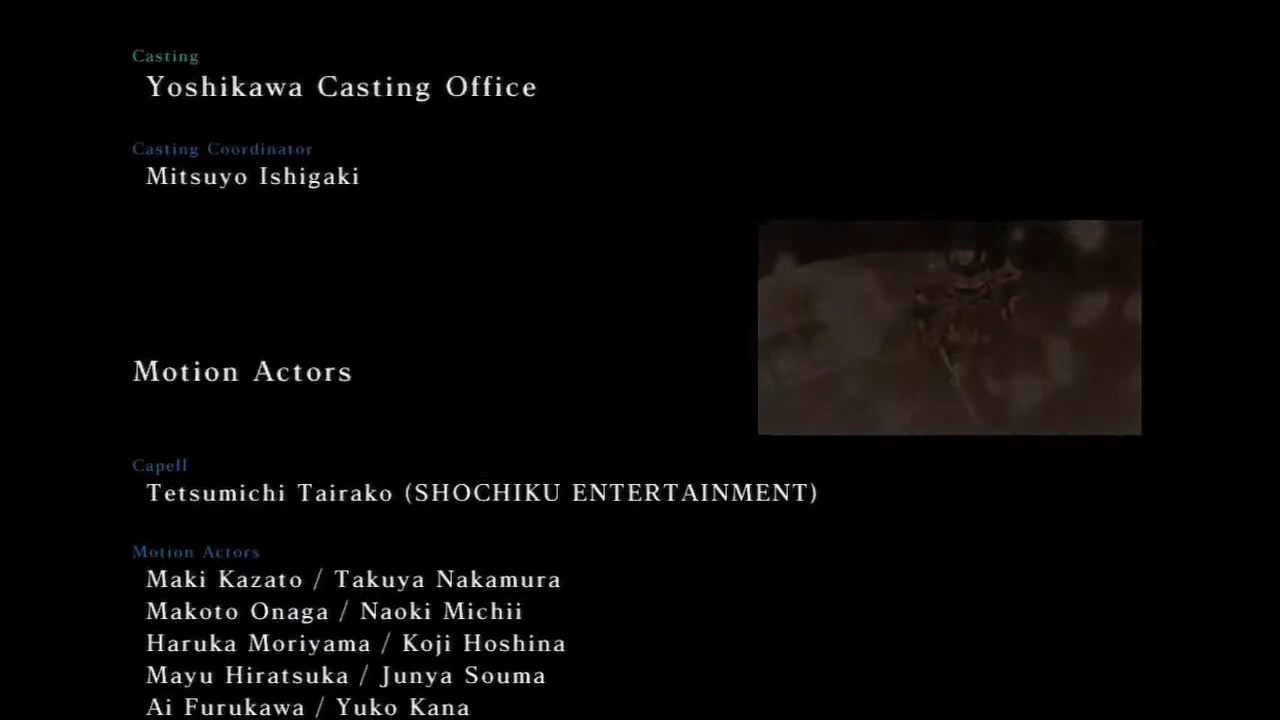 Casting
Yoshikawa Casting Office
Casting Coordinator
Mitsuyo Ishigaki
Motion Actors
Capell
Tetsumichi Tairako (SHOCHIKU ENTERTAINMENT)
Motion Actors
Maki Kazato / Takuya Nakamura
Makoto Onaga / Naoki Michii
Haruka Moriyama / Koji Hoshina
Mayu Hiratsuka / Junya Souma
Ai Furukawa / Yuko Kana